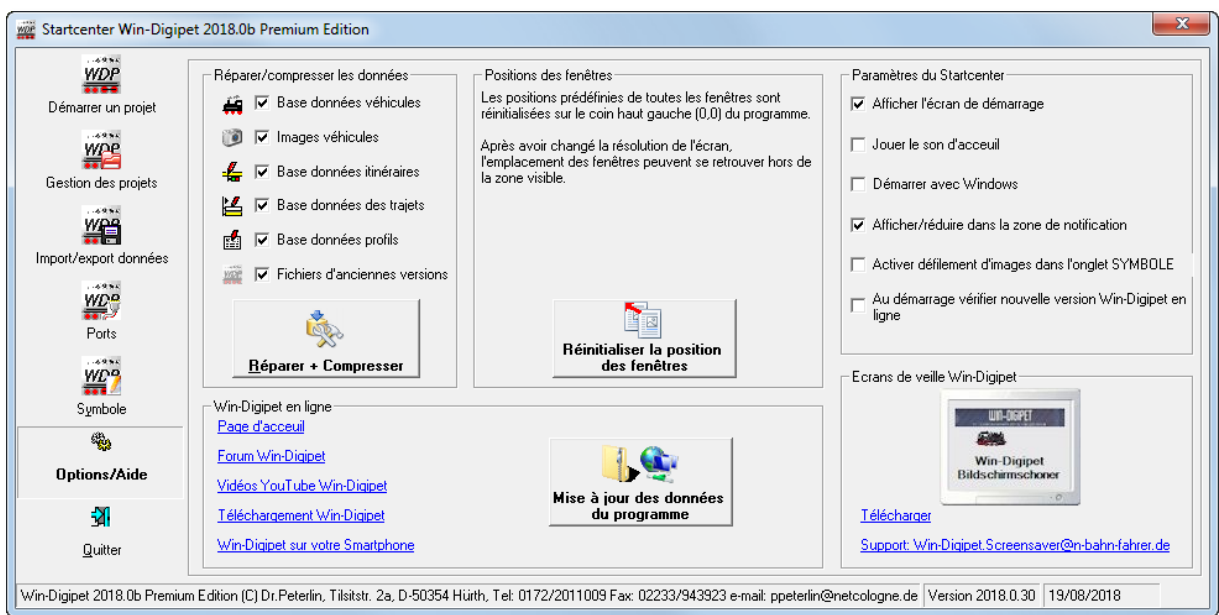 Startcenter Win-Digipet 2018.0b Premium Edition
WDP
Démarrer un projet
WDP
Gestion des projets
WDP
Import/export données
WDP
Ports
WDP
Symbole
Options/Aide
Quitter
Réparer/compresser les données
Base données véhicules
Images véhicules
Base données itinéraires
Base données des trajets
Base données profils
Fichiers d'anciennes versions
Réparer + Compresser
Positions des fenêtres
Les positions prédéfinies de toutes les fenêtres sont
réinitialisées sur le coin haut gauche (0,0) du programme.
Après avoir changé la résolution de l'écran,
l'emplacement des fenêtres peuvent se retrouver hors de
la zone visible.
Réinitialiser la position
des fenêtres
Paramètres du Startcenter
Afficher l'écran de démarrage
Jouer le son d'acceuil
Démarrer avec Windows
Afficher/réduire dans la zone de notification
Activer défilement d'images dans l'onglet SYMBOLE
Au démarrage vérifier nouvelle version Win-Digipet en
ligne
Win-Digipet en ligne
Page d'acceuil
Forum Win-Digipet
Vidéos YouTube Win-Digipet
Téléchargement Win-Digipet
Win-Digipet sur votre Smartphone
Mise à jour des données
du programme
Ecrans de veille Win-Digipet
WIN-DIGIPET
Win-Digipet
Bildschirmschoner
Télécharger
Support: Win-Digipet.Screensaver@n-bahn-fahrer.de
Win-Digipet 2018.0b Premium Edition (C) Dr.Peterlin, Tilsitstr. 2a, D-50354 Hürth, Tel: 0172/2011009 Fax: 02233/943923 e-mail: ppeterlin@netcologne.de
Version 2018.0.30
19/08/2018